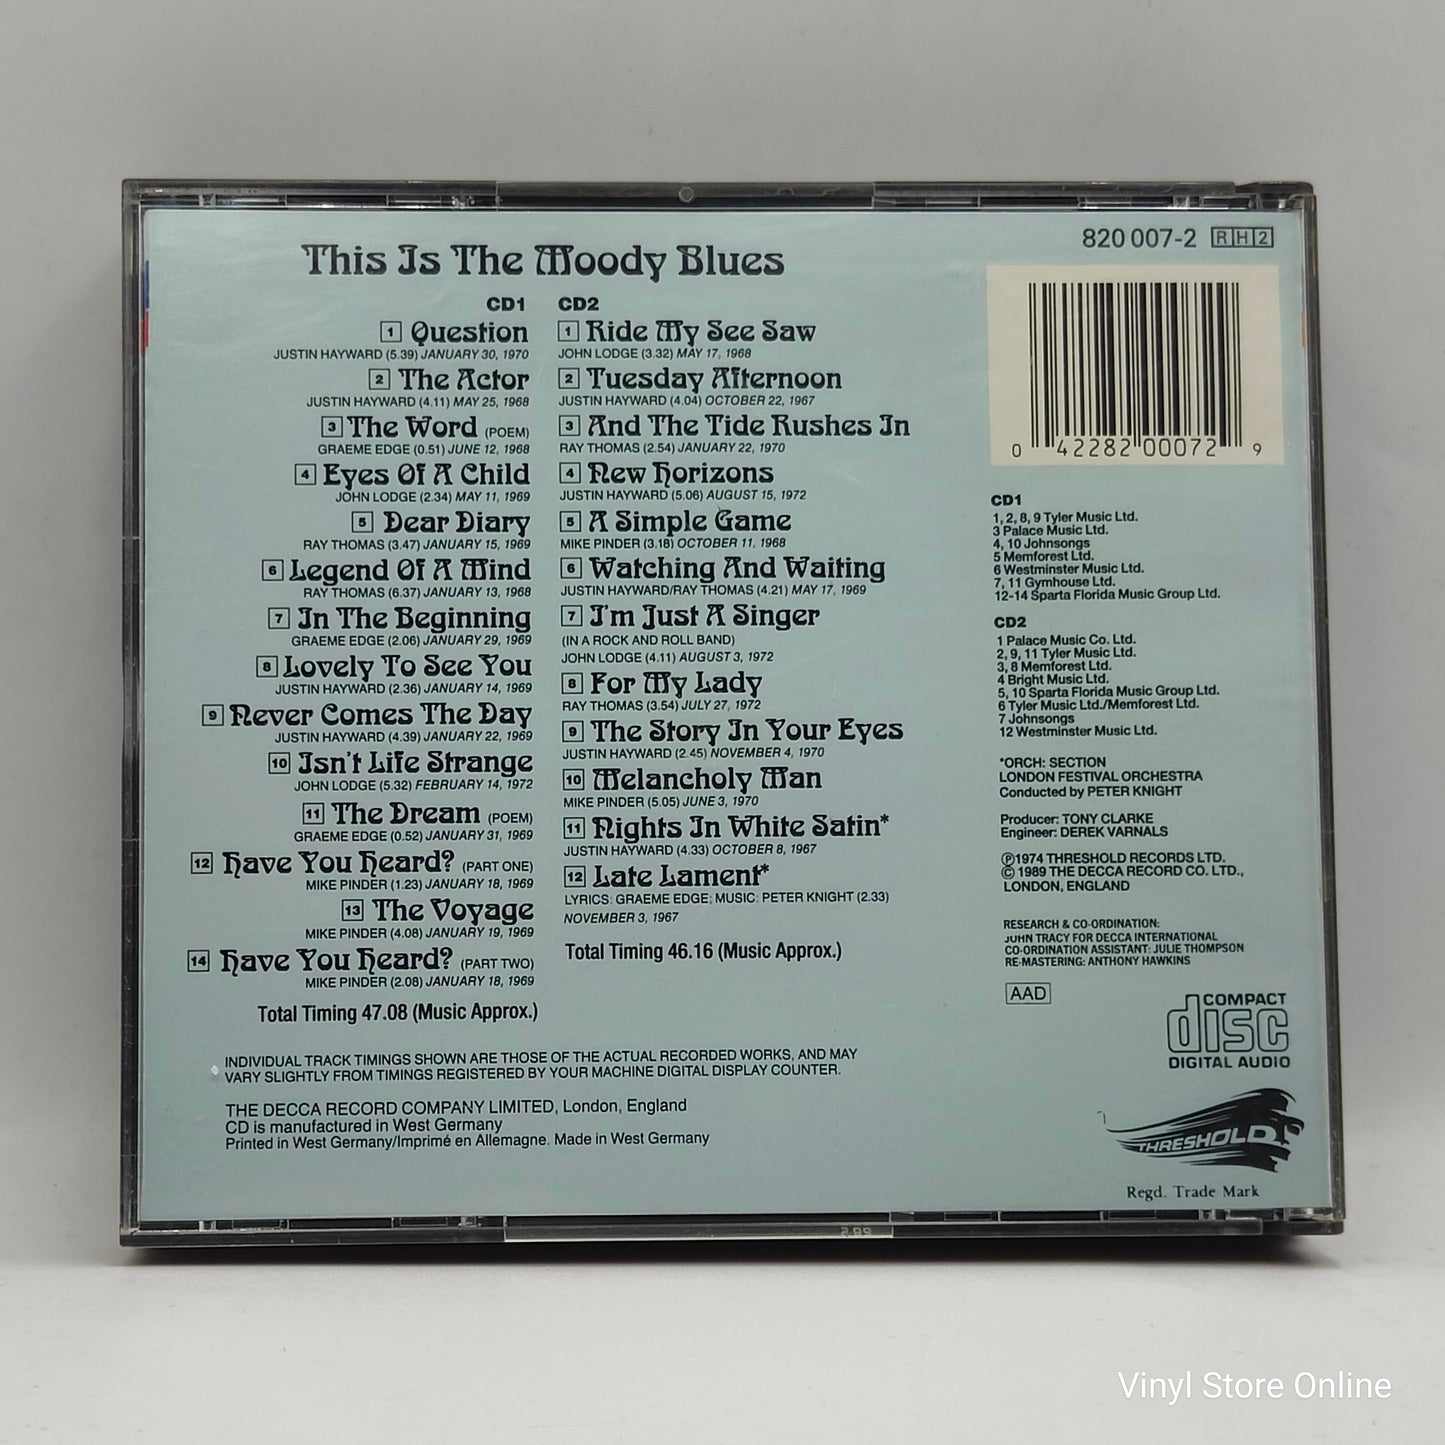 This Is The Moody Blues
820 007-2 RH2
CD1
1 Question
JUSTIN HAYWARD (5.39) JANUARY 30, 1970
2 The Actor
JUSTIN HAYWARD (4.11) MAY 25, 1968
3 The Word (POEM)
GRAEME EDGE (0.51) JUNE 12, 1968
4 Eyes Of A Child
JOHN LODGE (2.34) MAY 11, 1969
5 Dear Diary
RAY THOMAS (3.47) JANUARY 15, 1969
6 Legend Of A Mind
RAY THOMAS (6.37) JANUARY 13, 1968
7 In The Beginning
GRAEME EDGE (2.06) JANUARY 29, 1969
8 Lovely To See You
JUSTIN HAYWARD (2.36) JANUARY 14, 1969
9 Never Comes The Day
JUSTIN HAYWARD (4.39) JANUARY 22, 1969
10 Isn't Life Strange
JOHN LODGE (5.32) FEBRUARY 14, 1972
11 The Dream (POEM)
GRAEME EDGE (0.52) JANUARY 31, 1969
12 Have You Heard? (PART ONE)
MIKE PINDER (1.23) JANUARY 18, 1969
13 The Voyage
MIKE PINDER (4.08) JANUARY 19, 1969
14 Have You Heard? (PART TWO)
MIKE PINDER (2.08) JANUARY 18, 1969
Total Timing 47.08 (Music Approx.)
CD2
1 Ride My See Saw
JOHN LODGE (3.32) MAY 17, 1968
2 Tuesday Afternoon
JUSTIN HAYWARD (4.04) OCTOBER 22, 1967
3 And The Tide Rushes In
RAY THOMAS (2.54) JANUARY 22, 1970
4 New Horizons
JUSTIN HAYWARD (5.06) AUGUST 15, 1972
5 A Simple Game
MIKE PINDER (3.18) OCTOBER 11, 1968
6 Watching And Waiting
JUSTIN HAYWARD/RAY THOMAS (4.21) MAY 17, 1969
7 I'm Just A Singer
(IN A ROCK AND ROLL BAND)
JOHN LODGE (4.11) AUGUST 3, 1972
8 For My Lady
RAY THOMAS (3.54) JULY 27, 1972
9 The Story In Your Eyes
JUSTIN HAYWARD (2.45) NOVEMBER 4, 1970
10 Melancholy Man
MIKE PINDER (5.05) JUNE 3, 1970
11 Nights In White Satin*
JUSTIN HAYWARD (4.33) OCTOBER 8, 1967
12 Late Lament*
LYRICS: GRAEME EDGE; MUSIC: PETER KNIGHT (2.33)
NOVEMBER 3, 1967
Total Timing 46.16 (Music Approx.)
0 42282 00072 9
CD1
1, 2, 8, 9 Tyler Music Ltd.
3 Palace Music Ltd.
4, 10 Johnsongs
5 Memforest Ltd.
6 Westminster Music Ltd.
7, 11 Gymhouse Ltd.
12-14 Sparta Florida Music Group Ltd.
CD2
1 Palace Music Co. Ltd.
2, 9, 11 Tyler Music Ltd.
3, 8 Memforest Ltd.
4 Bright Music Ltd.
5, 10 Sparta Florida Music Group Ltd.
6 Tyler Music Ltd./Memforest Ltd.
7 Johnsongs
12 Westminster Music Ltd.
*ORCH: SECTION
LONDON FESTIVAL ORCHESTRA
Conducted by PETER KNIGHT
Producer: TONY CLARKE
Engineer: DEREK VARNALS
℗1974 THRESHOLD RECORDS LTD.
© 1989 THE DECCA RECORD CO. LTD.,
LONDON, ENGLAND
RESEARCH & CO-ORDINATION:
JOHN TRACY FOR DECCA INTERNATIONAL
CO-ORDINATION ASSISTANT: JULIE THOMPSON
RE-MASTERING: ANTHONY HAWKINS
AAD
COMPACT
disc
DIGITAL AUDIO
THRESHOLD
Regd. Trade Mark
INDIVIDUAL TRACK TIMINGS SHOWN ARE THOSE OF THE ACTUAL RECORDED WORKS, AND MAY
VARY SLIGHTLY FROM TIMINGS REGISTERED BY YOUR MACHINE DIGITAL DISPLAY COUNTER.
THE DECCA RECORD COMPANY LIMITED, London, England
CD is manufactured in West Germany
Printed in West Germany/Imprimé en Allemagne. Made in West Germany
Vinyl Store Online